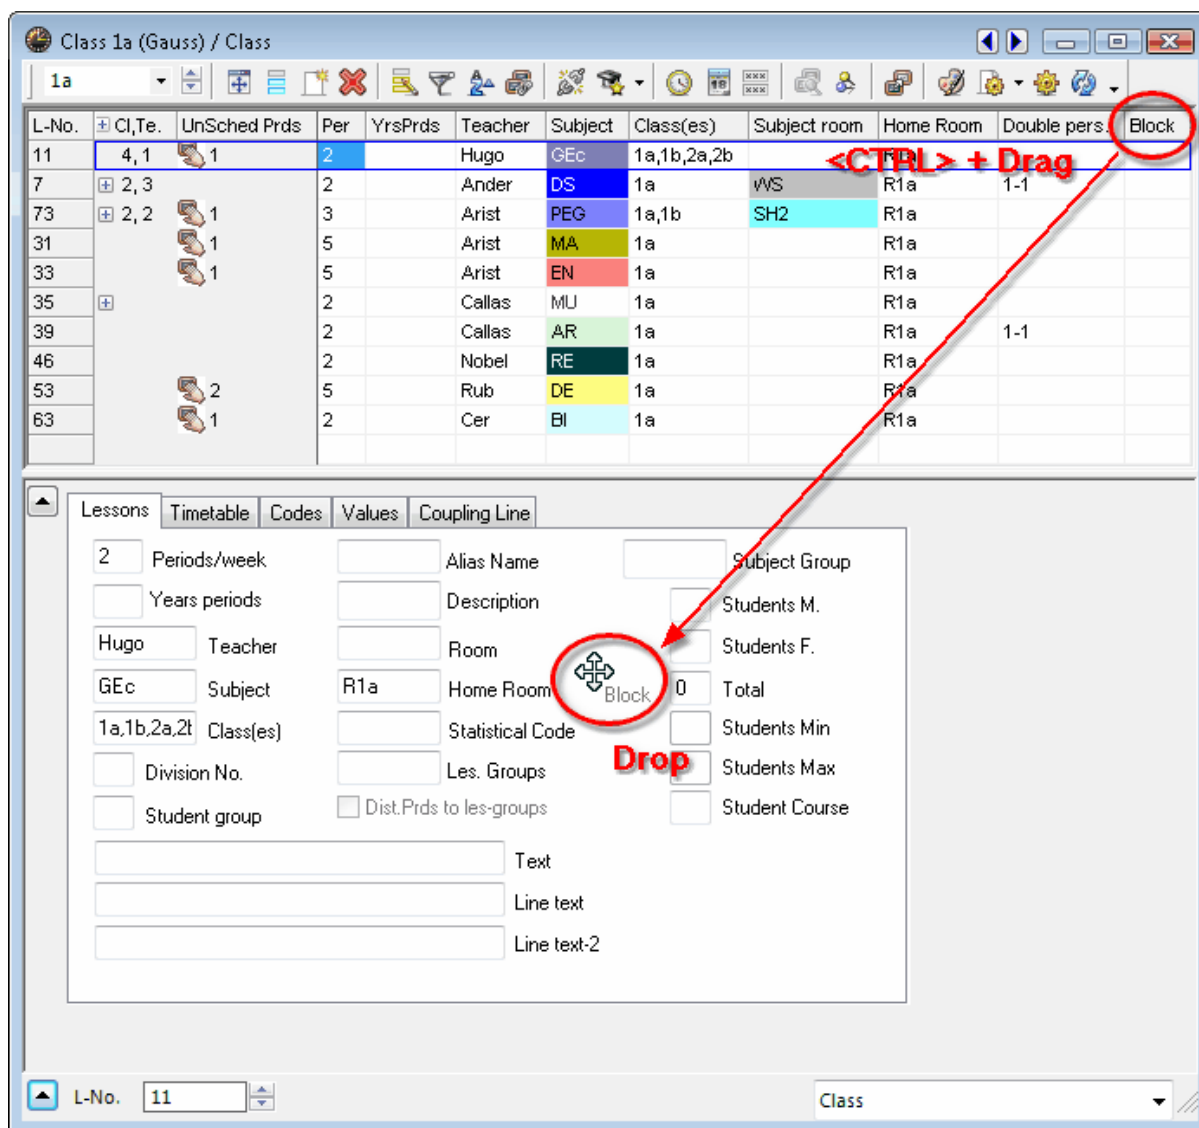 Class 1a (Gauss) / Class
1a
L-No. Cl,Te. UnSched Prds Per YrsPrds Teacher Subject Class(es) Subject room Home Room Double pers. Block
11 4, 1 1 2 Hugo GEc 1a,1b,2a,2b R1a
<CTRL> + Drag
7 2, 3 2 Ander DS 1a WS R1a 1-1
73 2, 2 1 3 Arist PEG 1a,1b SH2 R1a
31 1 5 Arist MA 1a R1a
33 1 5 Arist EN 1a R1a
35 2 Callas MU 1a R1a
39 2 Callas AR 1a R1a 1-1
46 2 Nobel RE 1a R1a
53 2 5 Rub DE 1a R1a
63 1 2 Cer BI 1a R1a
Lessons Timetable Codes Values Coupling Line
2 Periods/week Alias Name Subject Group
Years periods Description Students M.
Hugo Teacher Room Students F.
GEc Subject R1a Home Room Block 0 Total
1a,1b,2a,2b Class(es) Statistical Code Students Min
Drop
Division No. Les. Groups Students Max
Student group Dist.Prds to les-groups Student Course
Text
Line text
Line text-2
L-No. 11 Class